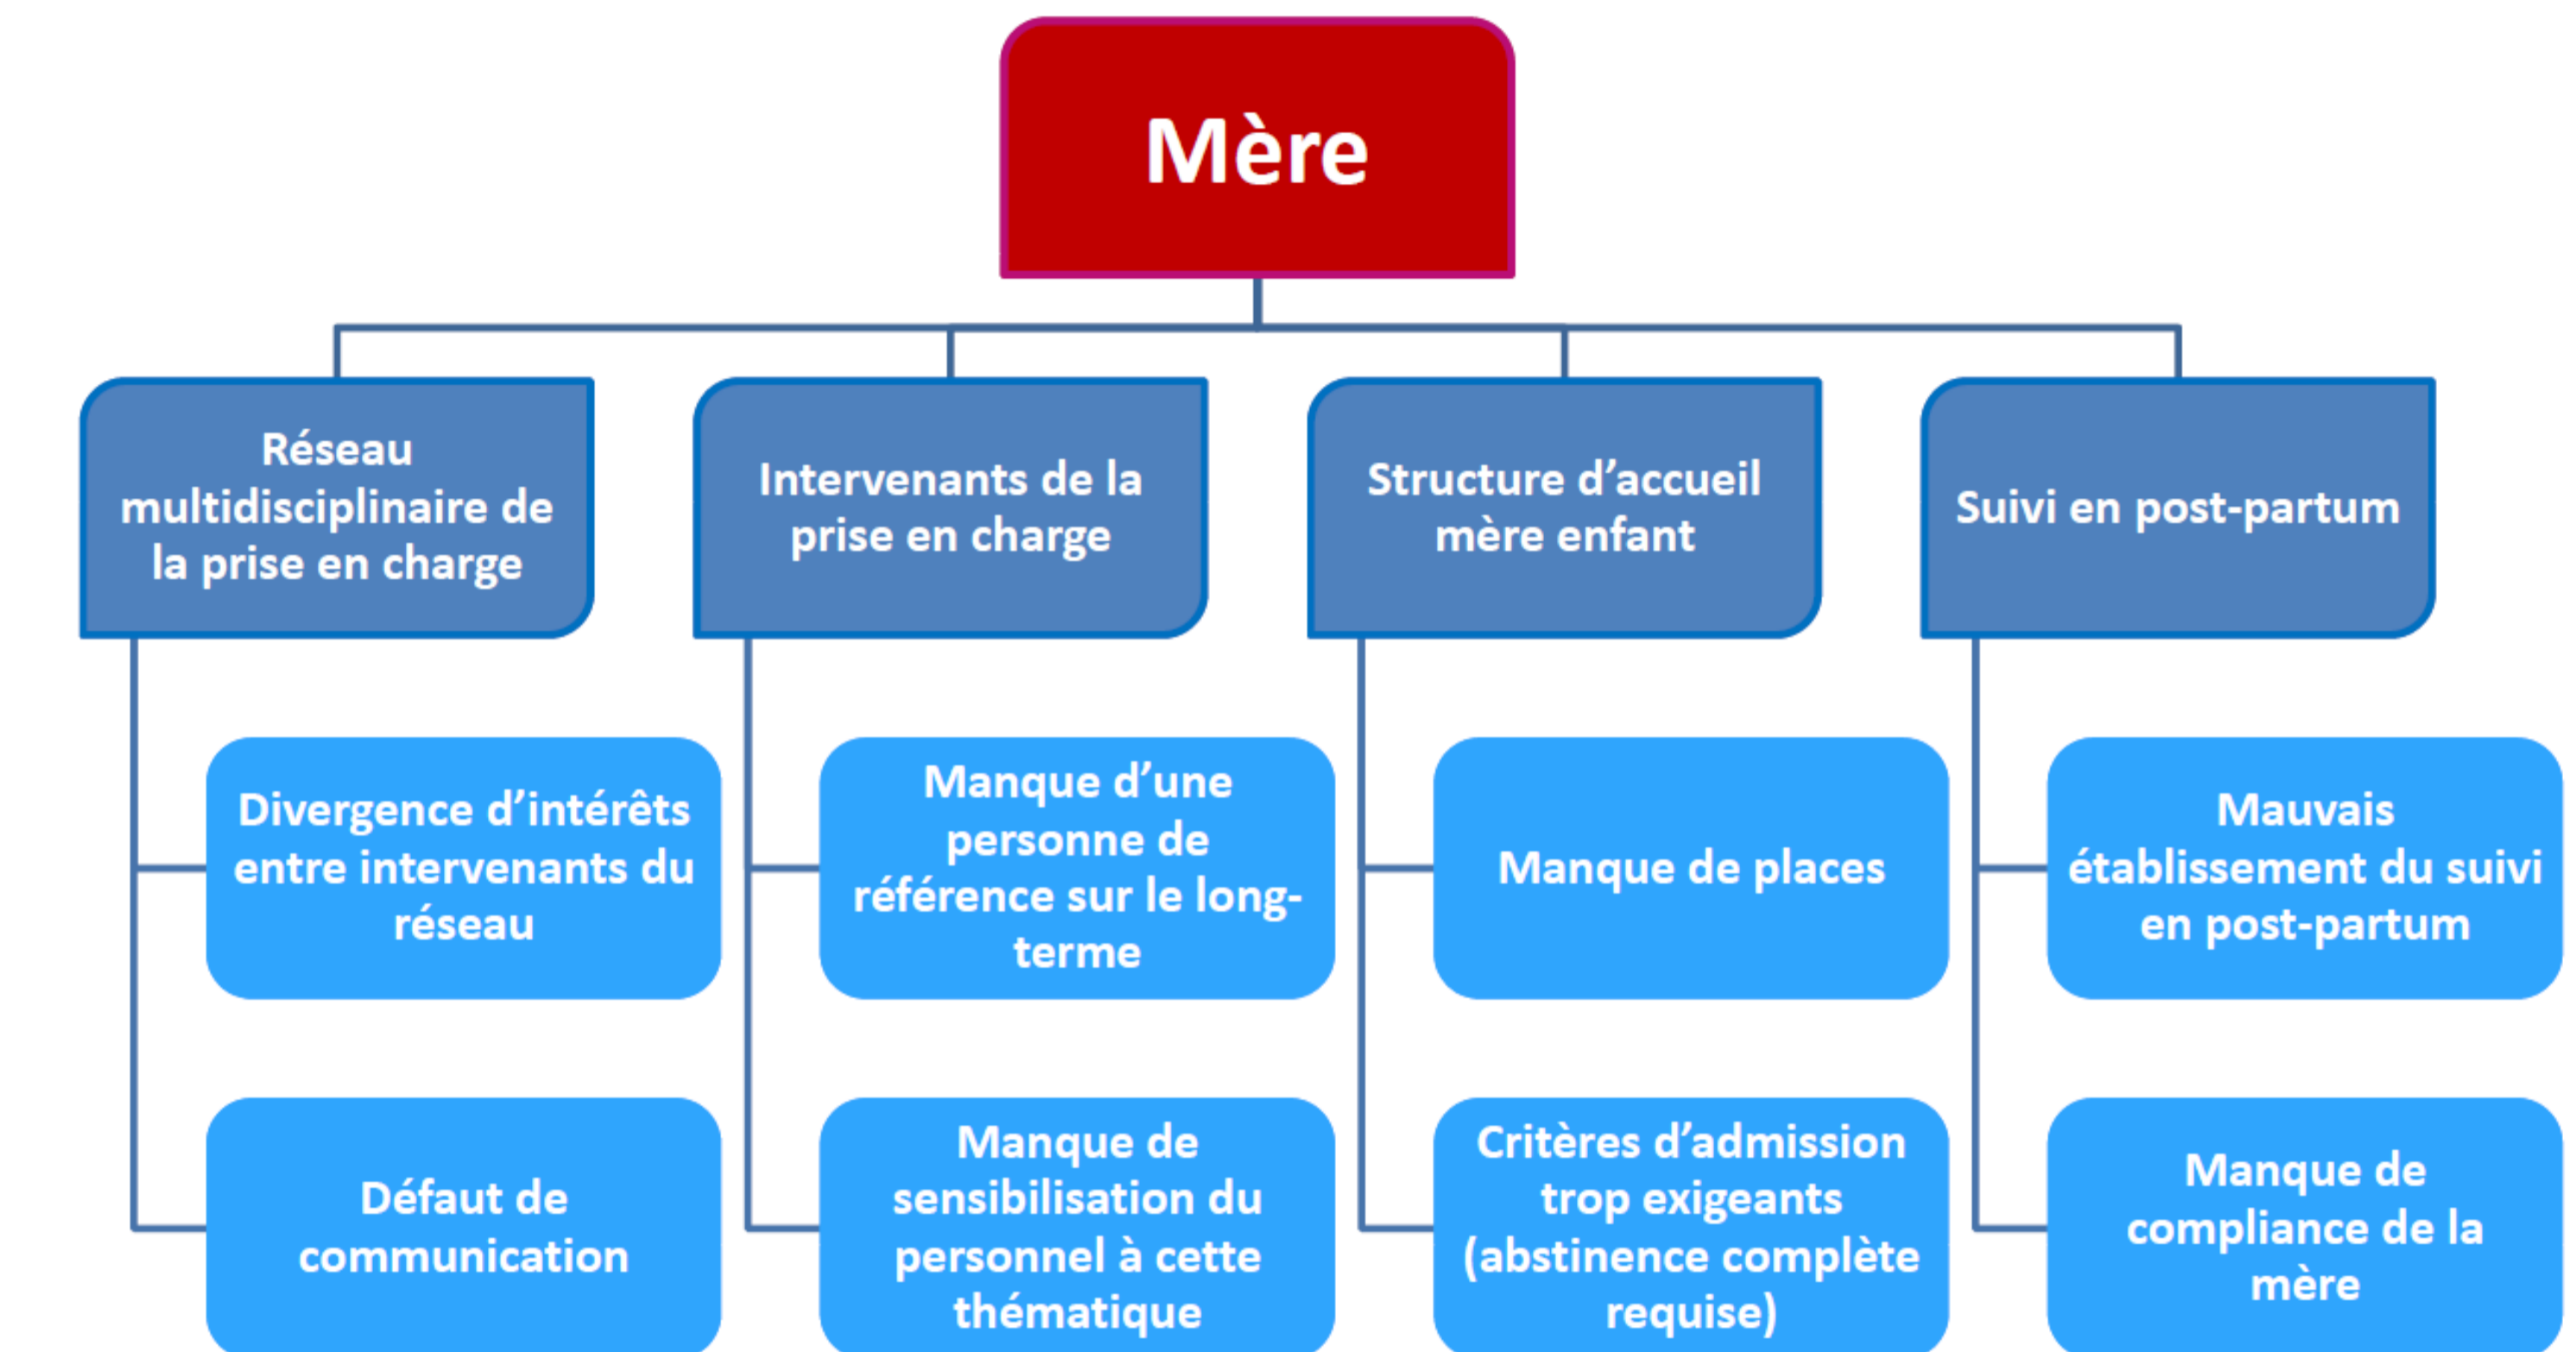 Mère
Réseau
multidisciplinaire de
la prise en charge
Intervenants de la
prise en charge
Structure d’accueil
mère enfant
Suivi en post-partum
Divergence d’intérêts
entre intervenants du
réseau
Manque d’une
personne de
référence sur le long-
terme
Manque de places
Mauvais
établissement du suivi
en post-partum
Défaut de
communication
Manque de
sensibilisation du
personnel à cette
thématique
Critères d’admission
trop exigeants
(abstinence complète
requise)
Manque de
compliance de la
mère